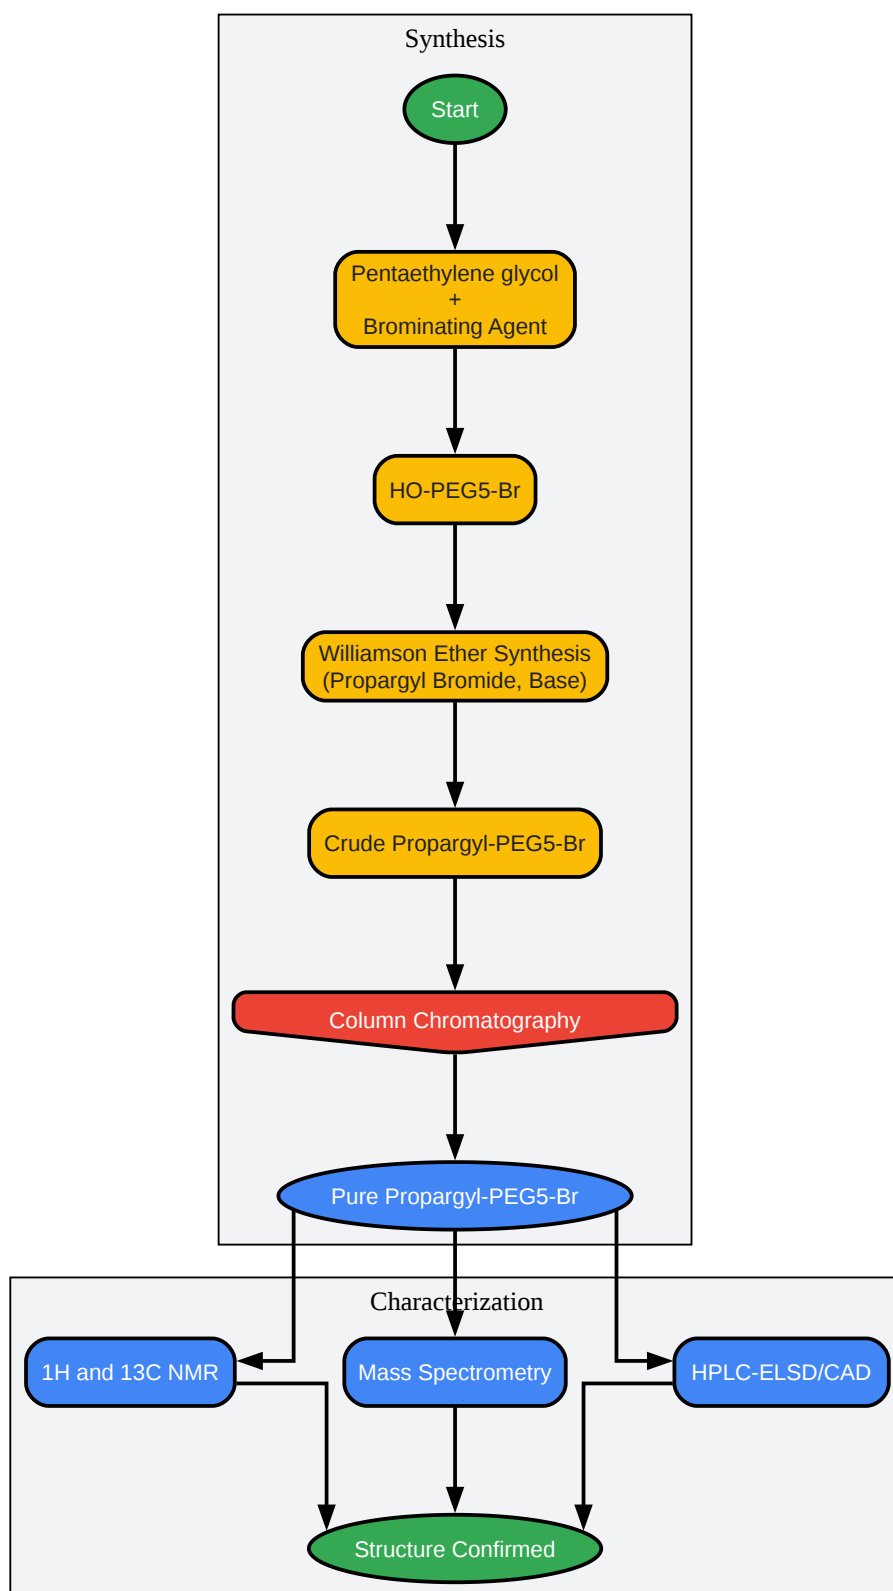 Synthesis
Start
Pentaethylene glycol
+
Brominating Agent
HO-PEG5-Br
Williamson Ether Synthesis
(Propargyl Bromide, Base)
Crude Propargyl-PEG5-Br
Column Chromatography
Pure Propargyl-PEG5-Br
Characterization
1H and 13C NMR
Mass Spectrometry
HPLC-ELSD/CAD
Structure Confirmed